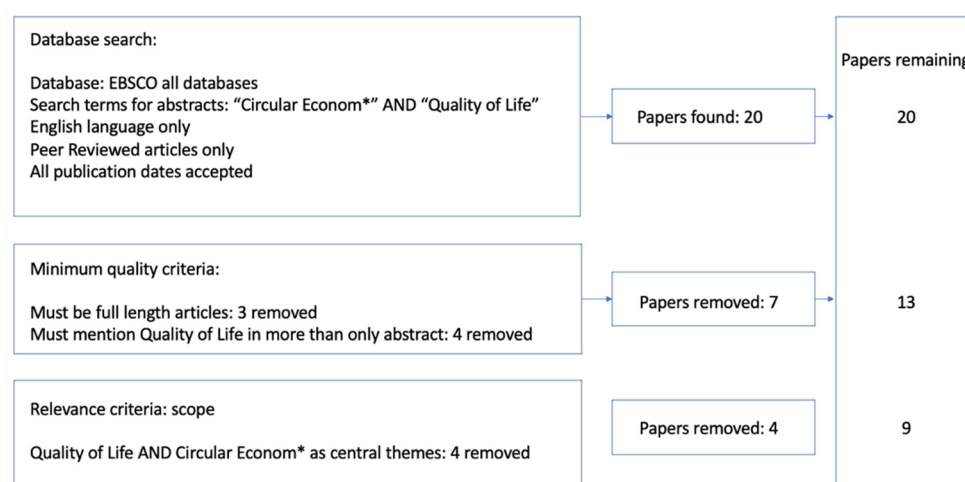 Database search:
Database: EBSCO all databases
Search terms for abstracts: “Circular Econom*” AND “Quality of Life”
English language only
Peer Reviewed articles only
All publication dates accepted
Papers found: 20
Papers remaining
20
Minimum quality criteria:
Must be full length articles: 3 removed
Must mention Quality of Life in more than only abstract: 4 removed
Papers removed: 7
13
Relevance criteria: scope
Quality of Life AND Circular Econom* as central themes: 4 removed
Papers removed: 4
9